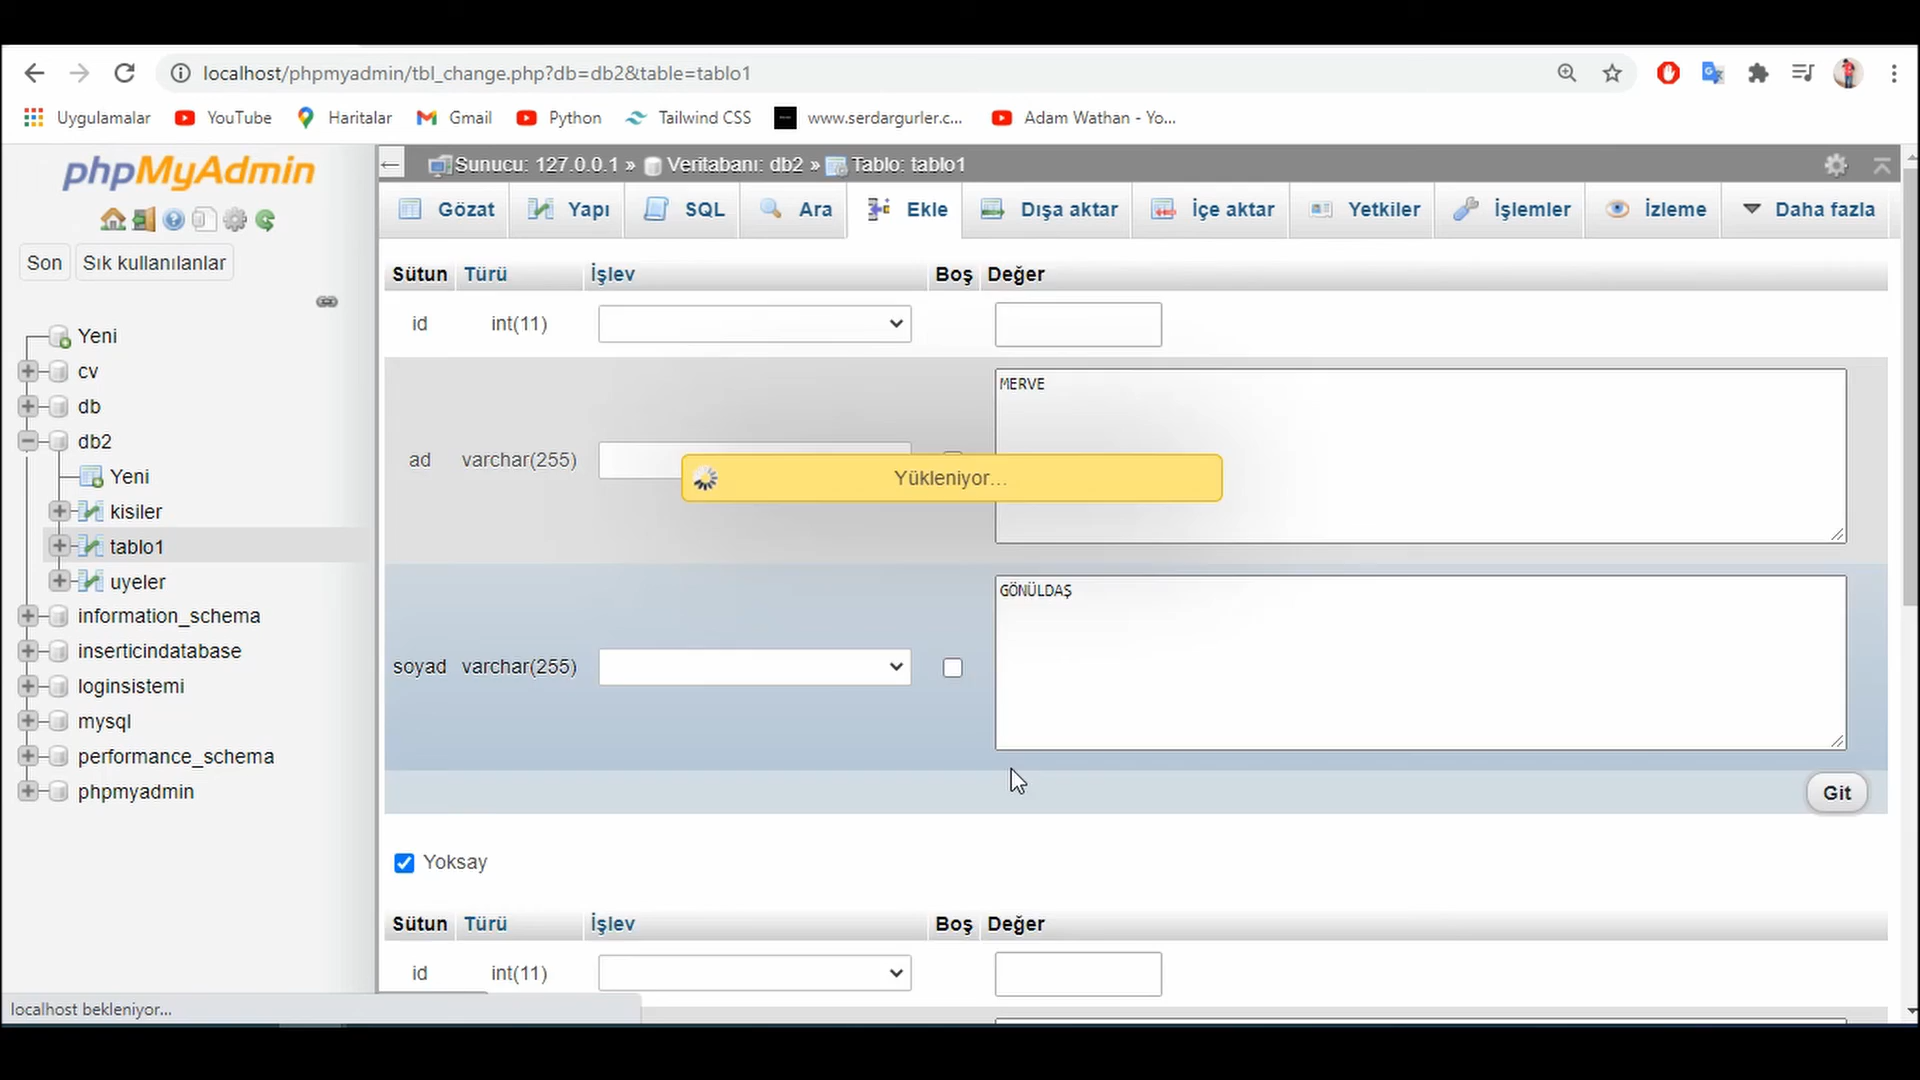 localhost/phpmyadmin/tbl_change.php?db=db2&table=tablo1
Uygulamalar YouTube Haritalar Gmail Python Tailwind CSS www.serdargurler.c... Adam Wathan - Yo...
phpMyAdmin
Son Sık kullanılanlar
Yeni
cv
db
db2
Yeni
kisiler
tablo1
uyeler
information_schema
inserticindatabase
loginsistemi
mysql
performance_schema
phpmyadmin
Sunucu: 127.0.0.1 » Veritabanı: db2 » Tablo: tablo1
Gözat Yapı SQL Ara Ekle Dışa aktar İçe aktar Yetkiler İşlemler İzleme Daha fazla
Sütun Türü İşlev Boş Değer
id int(11)
ad varchar(255) MERVE
Yükleniyor...
soyad varchar(255) GÖNÜLDAŞ
Git
Yoksay
Sütun Türü İşlev Boş Değer
id int(11)
localhost bekleniyor...